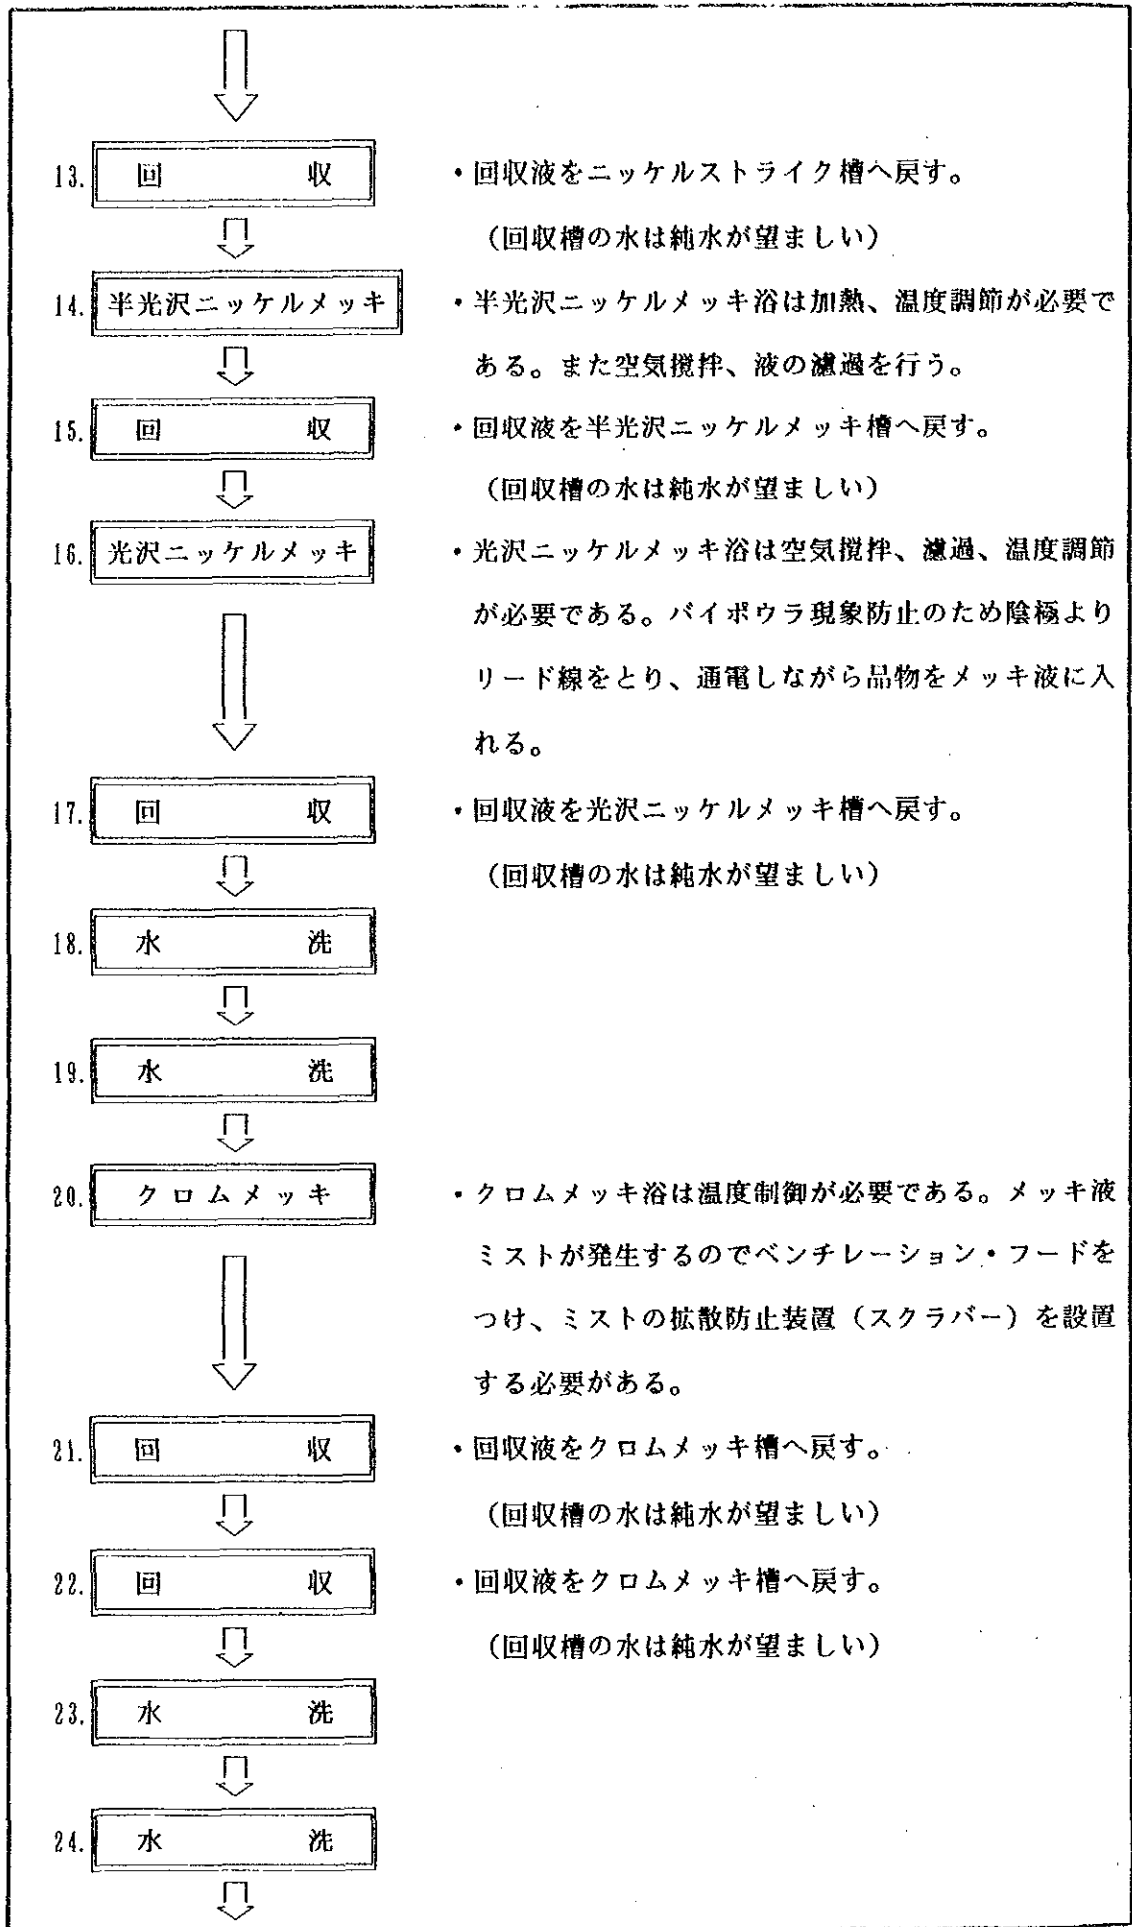 13. 回収 ・回収液をニッケルストライク槽へ戻す。
(回収槽の水は純水が望ましい)
14. 半光沢ニッケルメッキ ・半光沢ニッケルメッキ浴は加熱、温度調節が必要で
ある。また空気撹拌、液の濾過を行う。
15. 回収 ・回収液を半光沢ニッケルメッキ槽へ戻す。
(回収槽の水は純水が望ましい)
16. 光沢ニッケルメッキ ・光沢ニッケルメッキ浴は空気撹拌、濾過、温度調節
が必要である。バイポウラ現象防止のため陰極より
リード線をとり、通電しながら品物をメッキ液に入
れる。
17. 回収 ・回収液を光沢ニッケルメッキ槽へ戻す。
(回収槽の水は純水が望ましい)
18. 水洗
19. 水洗
20. クロムメッキ ・クロムメッキ浴は温度制御が必要である。メッキ液
ミストが発生するのでベンチレーション・フードを
つけ、ミストの拡散防止装置(スクラバー)を設置
する必要がある。
21. 回収 ・回収液をクロムメッキ槽へ戻す。
(回収槽の水は純水が望ましい)
22. 回収 ・回収液をクロムメッキ槽へ戻す。
(回収槽の水は純水が望ましい)
23. 水洗
24. 水洗